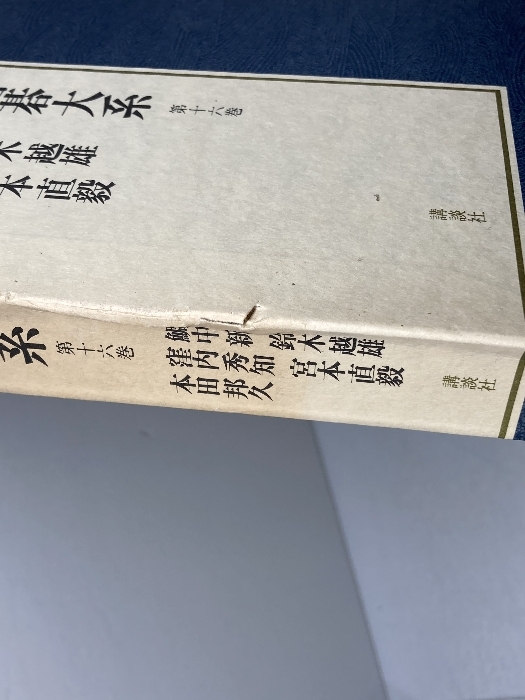 碁大系
第十六巻
木越雄
本直毅
講談社
系
第十六巻
鯛中新
窪内秀知
本田邦久
鈴木越雄
宮本直毅
講談社